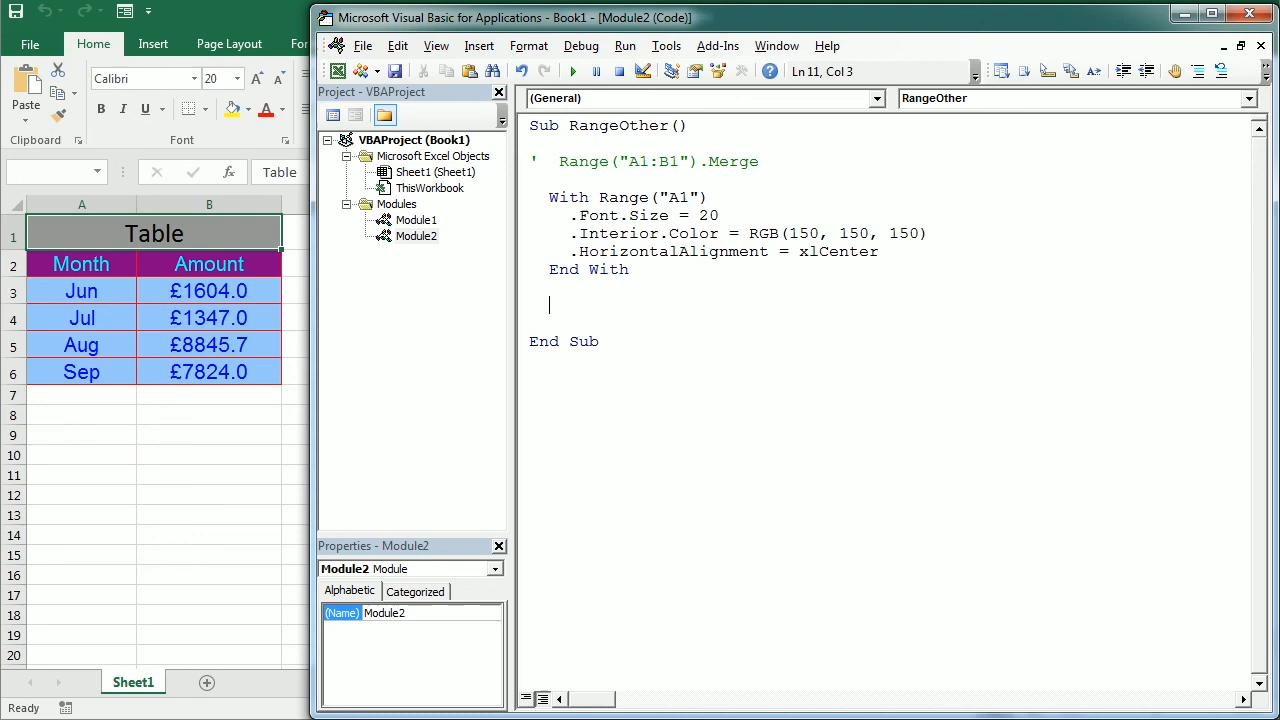 Microsoft Visual Basic for Applications - Book1 - [Module2 (Code)]
File
Home
Insert
Page Layout
For
File Edit View Insert Format Debug Run Tools Add-Ins Window Help
Ln 11, Col 3
Paste
Calibri
20
B I U
Clipboard
Font
Table
Project - VBAProject
VBAProject (Book1)
Microsoft Excel Objects
Sheet1 (Sheet1)
ThisWorkbook
Modules
Module1
Module2
(General)
RangeOther
Sub RangeOther()
' Range("A1:B1").Merge
With Range("A1")
.Font.Size = 20
.Interior.Color = RGB(150, 150, 150)
.HorizontalAlignment = xlCenter
End With
End Sub
A B
1 Table
2 Month Amount
3 Jun £1604.0
4 Jul £1347.0
5 Aug £8845.7
6 Sep £7824.0
7
8
9
10
11
12
13
14
15
16
17
18
19
20
Properties - Module2
Module2 Module
Alphabetic Categorized
(Name) Module2
Sheet1
Ready